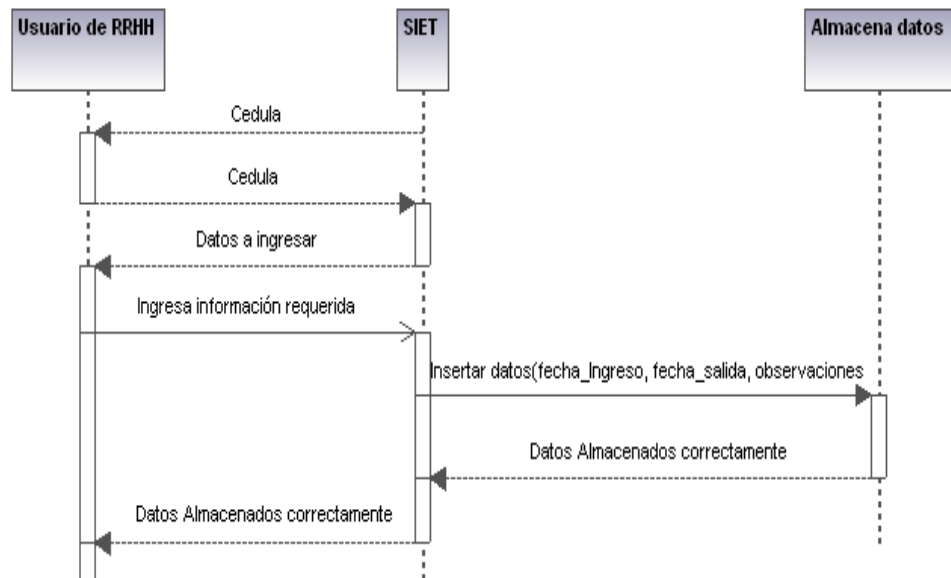 Usuario de RRHH
SIET
Almacena datos
Cedula
Cedula
Datos a ingresar
Ingresa información requerida
Insertar datos(fecha_Ingreso, fecha_salida, observaciones
Datos Almacenados correctamente
Datos Almacenados correctamente